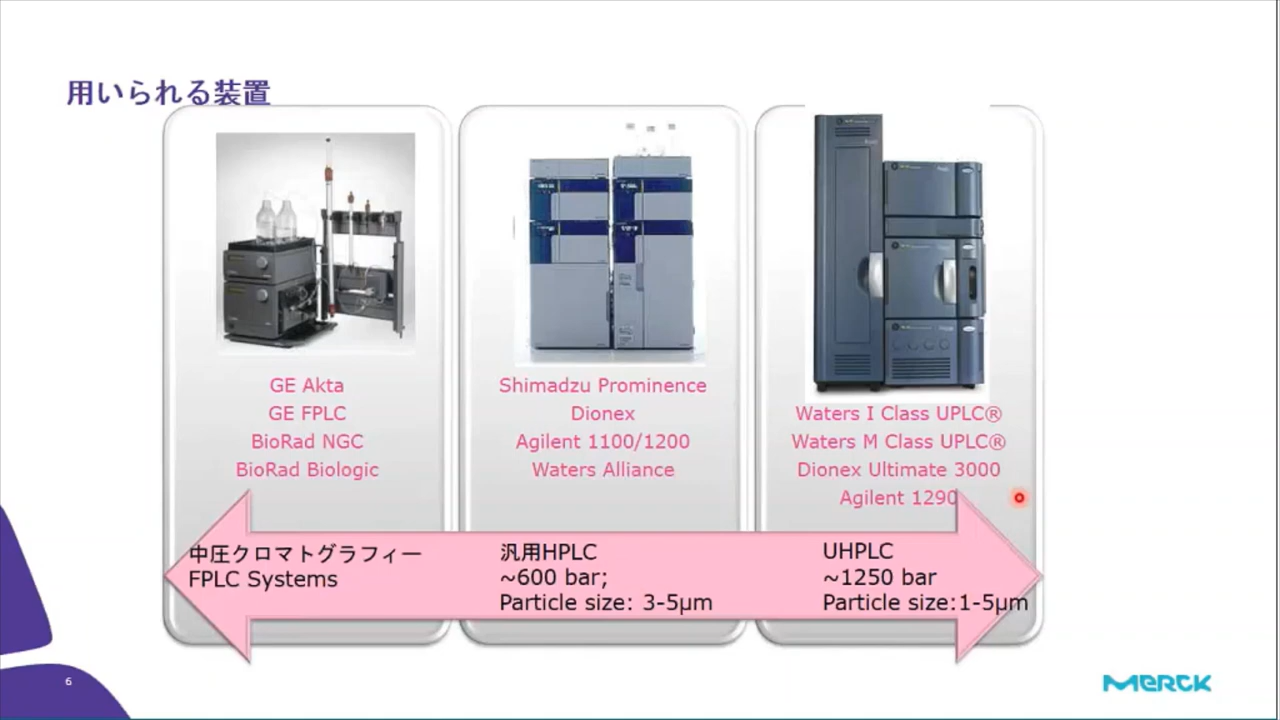 用いられる装置
GE Akta
GE FPLC
BioRad NGC
BioRad Biologic
Shimadzu Prominence
Dionex
Agilent 1100/1200
Waters Alliance
Waters I Class UPLC®
Waters M Class UPLC®
Dionex Ultimate 3000
Agilent 1290
中圧クロマトグラフィー
FPLC Systems
汎用HPLC
~600 bar;
Particle size: 3-5µm
UHPLC
~1250 bar
Particle size:1-5µm
6
MERCK